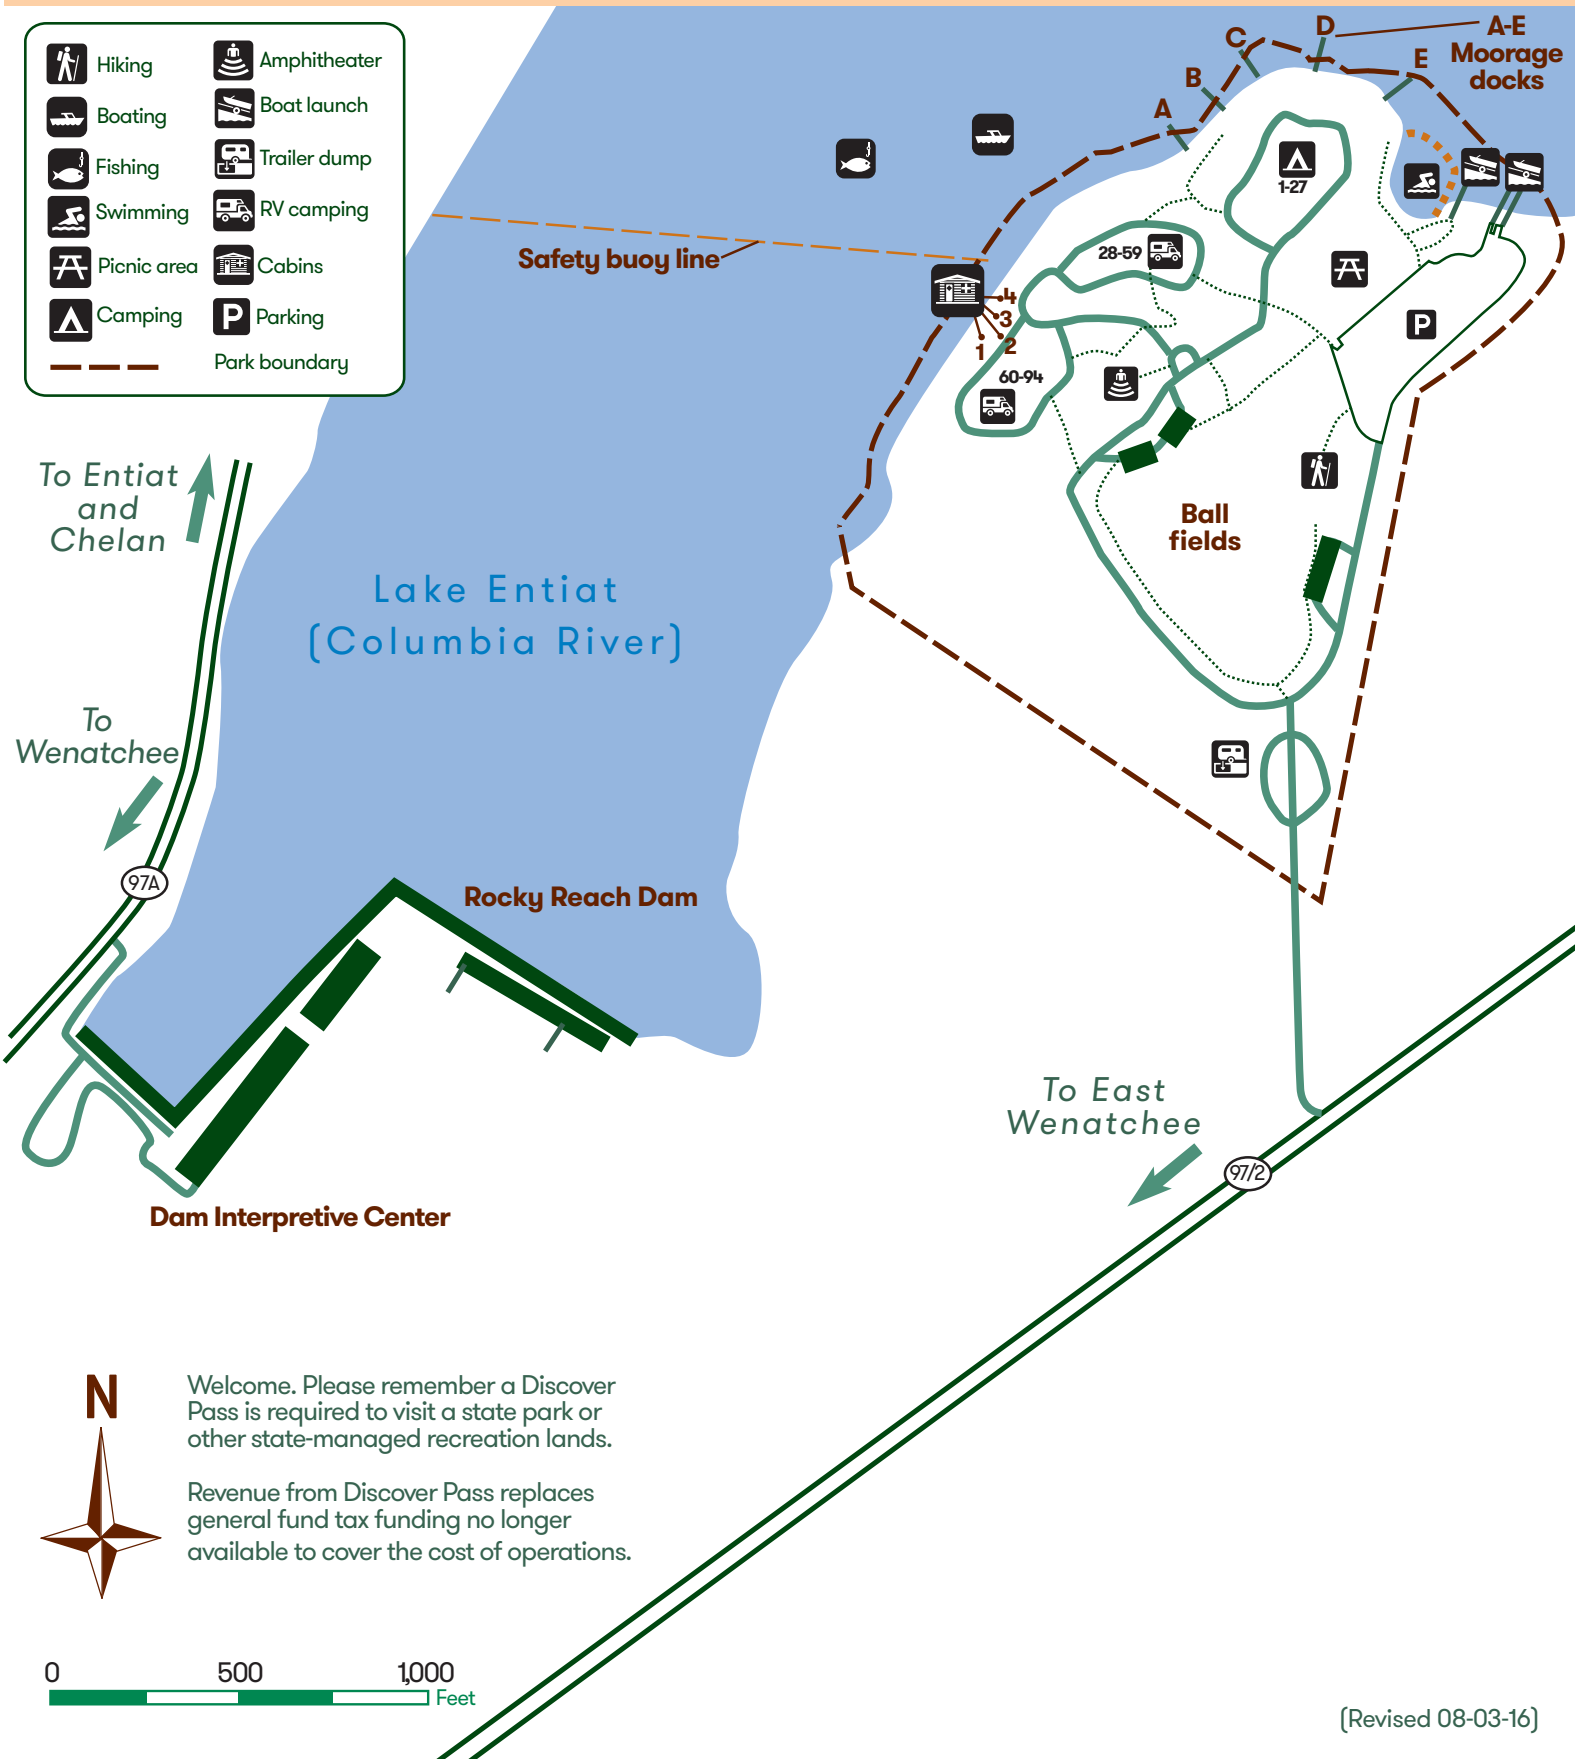 Hiking
Boating
Fishing
Swimming
Picnic area
Camping
Amphitheater
Boat launch
Trailer dump
RV camping
Cabins
P Parking
Park boundary
A
B
C
D
E
A-E
Moorage
docks
1-27
28-59
Safety buoy line
4
3
2
1
60-94
P
Ball
fields
To Entiat
and
Chelan
Lake Entiat
(Columbia River)
To
Wenatchee
97A
Rocky Reach Dam
To East
Wenatchee
97/2
Dam Interpretive Center
N
Welcome. Please remember a Discover
Pass is required to visit a state park or
other state-managed recreation lands.
Revenue from Discover Pass replaces
general fund tax funding no longer
available to cover the cost of operations.
0 500 1,000
Feet
(Revised 08-03-16)